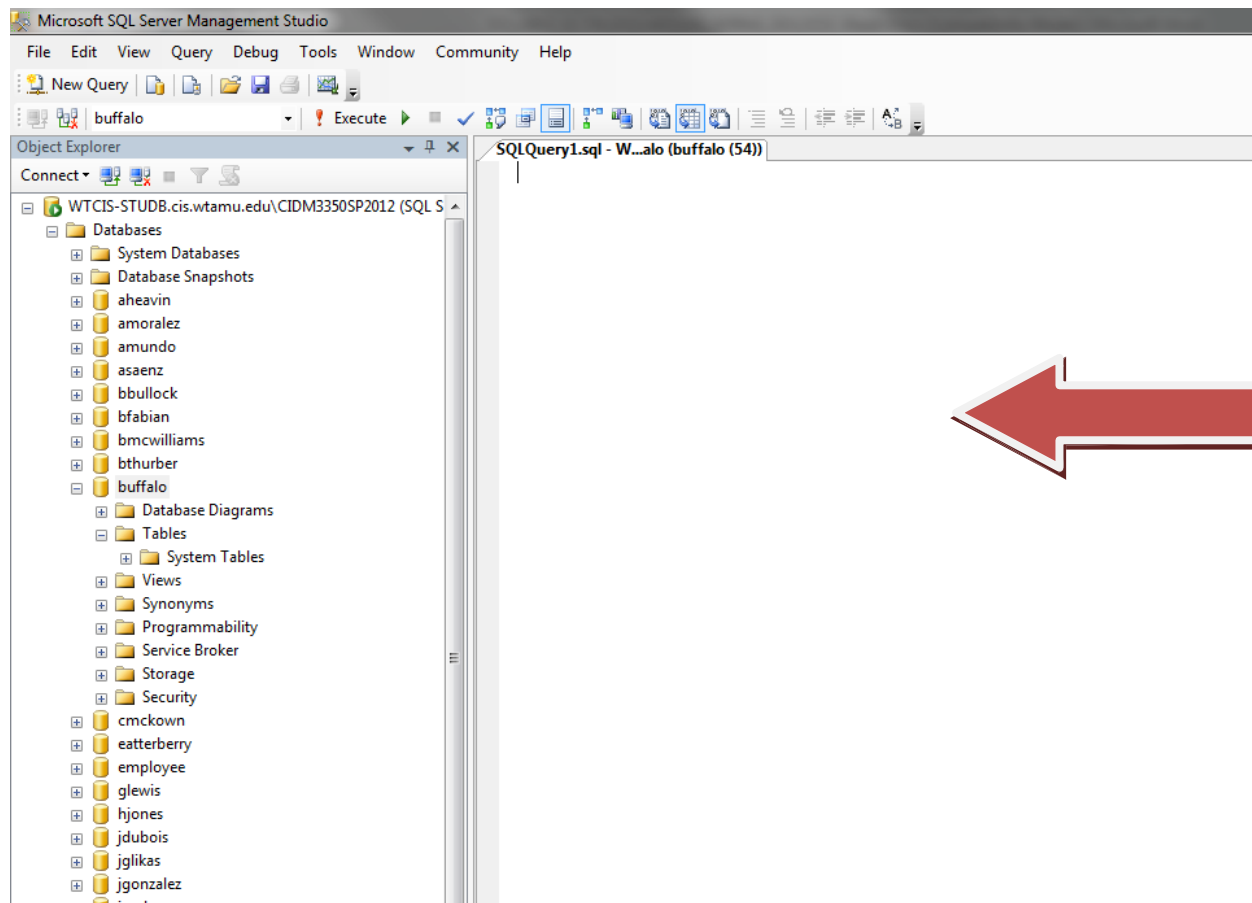 Microsoft SQL Server Management Studio
File Edit View Query Debug Tools Window Community Help
New Query
buffalo Execute
Object Explorer
SQLQuery1.sql - W...alo (buffalo (54))
Connect
WTCIS-STUDB.cis.wtamu.edu\CIDM3350SP2012 (SQL S
Databases
System Databases
Database Snapshots
aheavin
amoralez
amundo
asaenz
bbullock
bfabian
bmcwilliams
bthurber
buffalo
Database Diagrams
Tables
System Tables
Views
Synonyms
Programmability
Service Broker
Storage
Security
cmckown
eatterberry
employee
glewis
hjones
jdubois
jglikas
jgonzalez